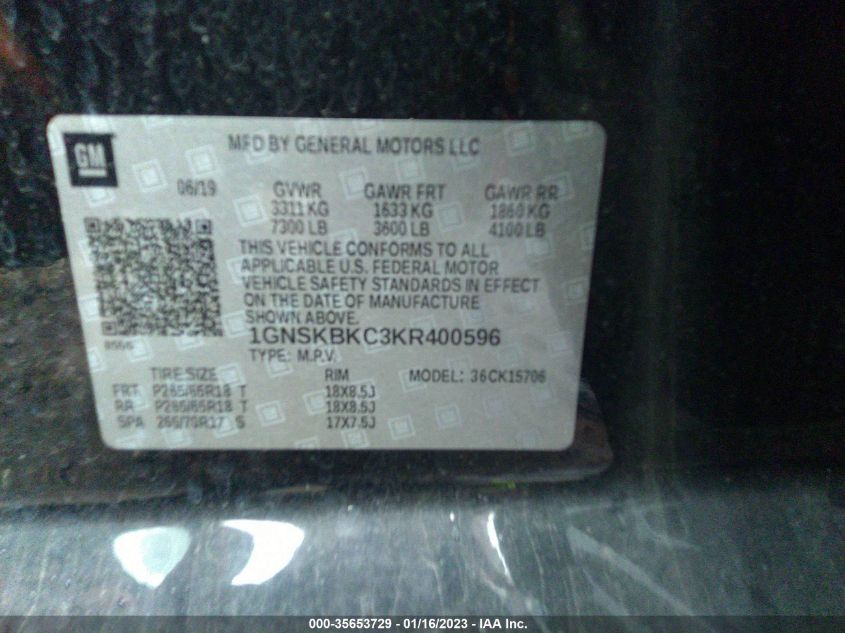 GM
MFD BY GENERAL MOTORS LLC
06/19 GVWR GAWR FRT GAWR RR
3311 KG 1633 KG 1860 KG
7300 LB 3600 LB 4100 LB
THIS VEHICLE CONFORMS TO ALL
APPLICABLE U.S. FEDERAL MOTOR
VEHICLE SAFETY STANDARDS IN EFFECT
ON THE DATE OF MANUFACTURE
SHOWN ABOVE.
1GNSKBKC3KR400596
TYPE: M.P.V.
TIRE SIZE RIM MODEL: 36CK15706
FRT P265/65R18 T 18X8.5J
RA P265/65R18 T 18X8.5J
SPA 265/70R17 S 17X7.5J
000-35653729 - 01/16/2023 - IAA Inc.